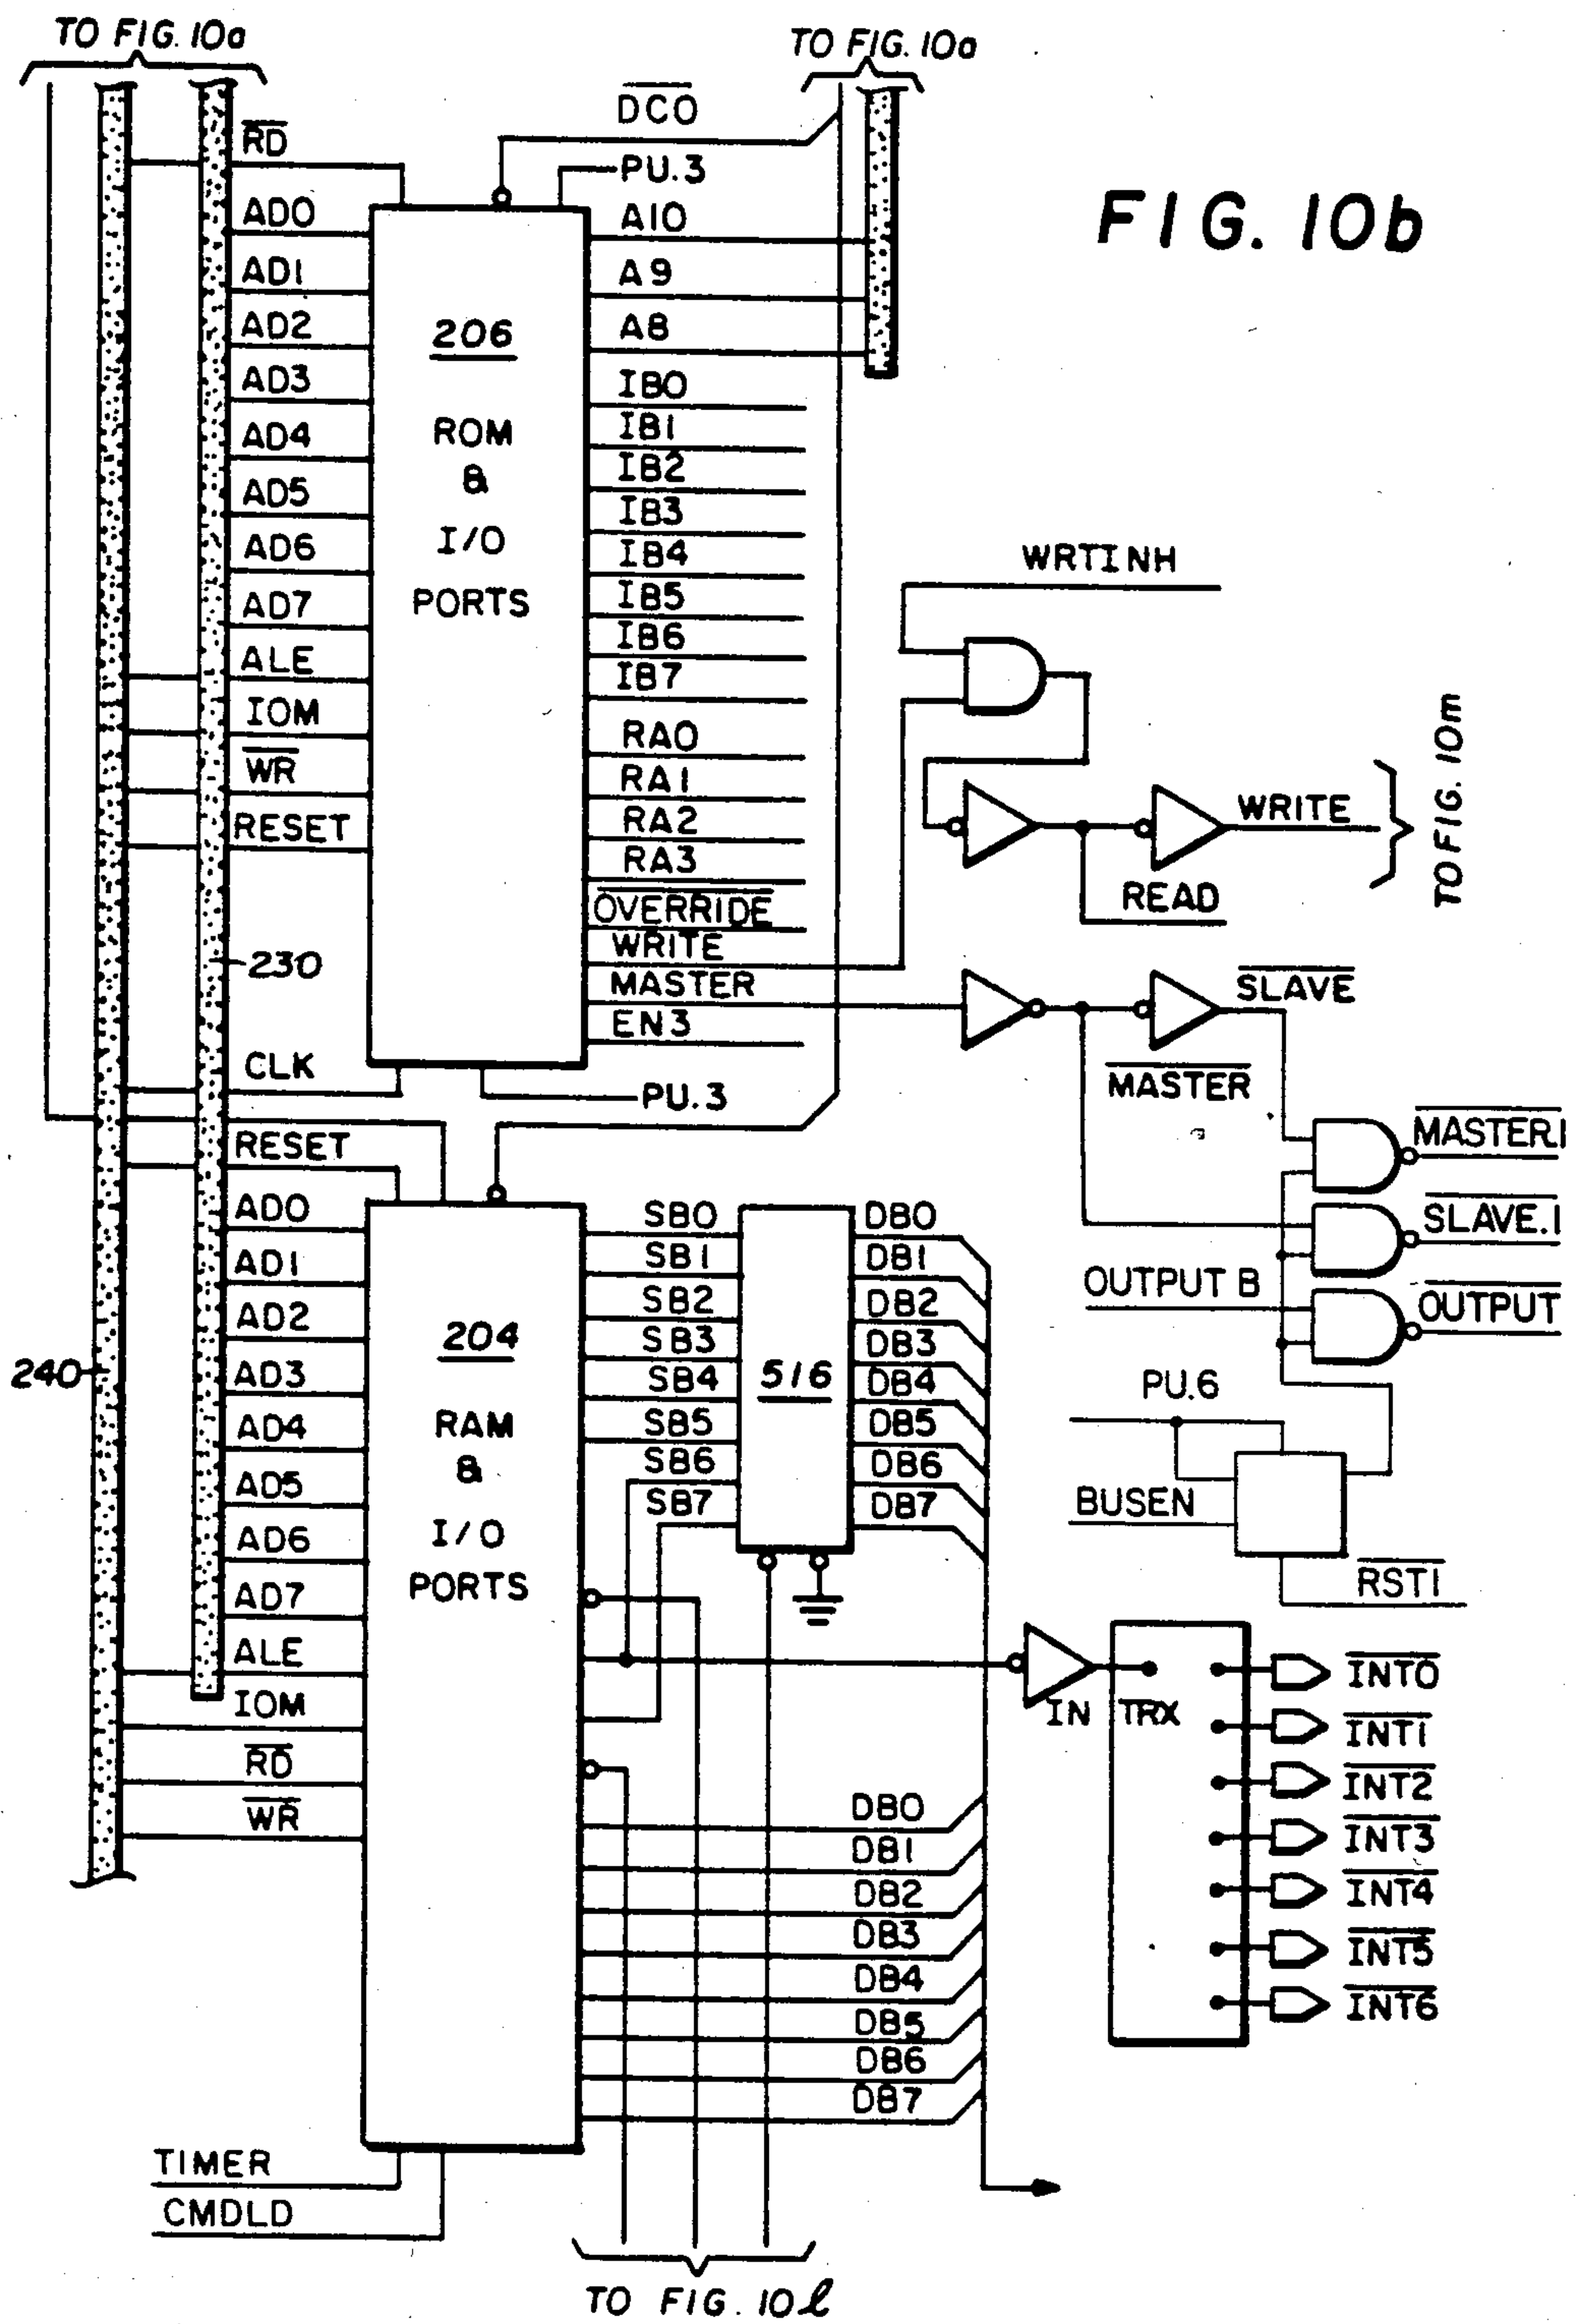 TO FIG. 10a
TO FIG. 10a
FIG. 10b
DCO
PU.3
RD
AD0
AD1
AD2
AD3
AD4
AD5
AD6
AD7
ALE
IOM
WR
RESET
230
CLK
206
ROM
&
I/O
PORTS
A10
A9
A8
IB0
IB1
IB2
IB3
IB4
IB5
IB6
IB7
RA0
RA1
RA2
RA3
OVERRIDE
WRITE
MASTER
EN3
PU.3
WRTINH
WRITE
READ
TO FIG. 10m
SLAVE
MASTER
MASTER.1
SLAVE.1
OUTPUT B
OUTPUT
PU.6
BUSEN
RST1
RESET
AD0
AD1
AD2
AD3
AD4
AD5
AD6
AD7
ALE
IOM
RD
WR
240
204
RAM
&
I/O
PORTS
SB0
SB1
SB2
SB3
SB4
SB5
SB6
SB7
516
DB0
DB1
DB2
DB3
DB4
DB5
DB6
DB7
IN
TRX
INT0
INT1
INT2
INT3
INT4
INT5
INT6
DB0
DB1
DB2
DB3
DB4
DB5
DB6
DB7
TIMER
CMDLD
TO FIG. 10l